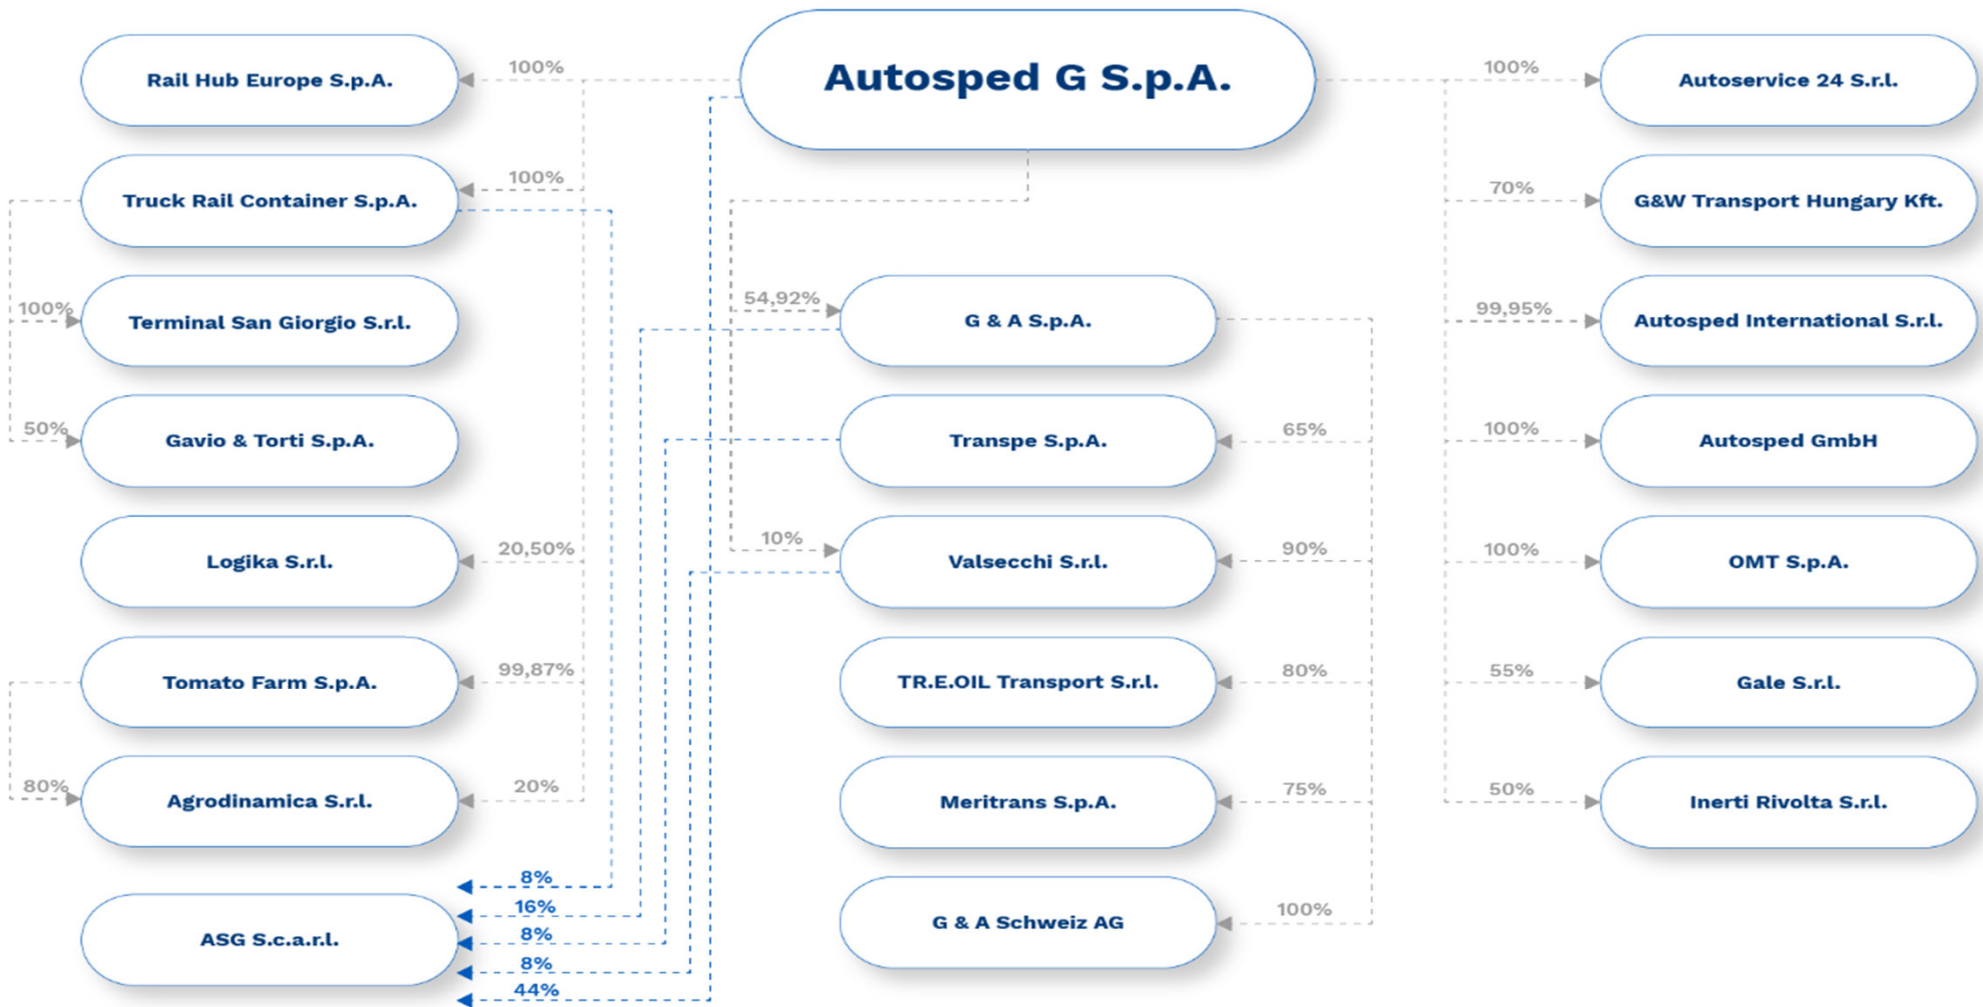 Autosped G S.p.A.
Rail Hub Europe S.p.A.
100%
100%
Autoservice 24 S.r.l.
Truck Rail Container S.p.A.
100%
70%
G&W Transport Hungary Kft.
100%
Terminal San Giorgio S.r.l.
54,92%
G & A S.p.A.
99,95%
Autosped International S.r.l.
50%
Gavio & Torti S.p.A.
Transpe S.p.A.
65%
100%
Autosped GmbH
Logika S.r.l.
20,50%
10%
Valsecchi S.r.l.
90%
100%
OMT S.p.A.
Tomato Farm S.p.A.
99,87%
TR.E.OIL Transport S.r.l.
80%
55%
Gale S.r.l.
80%
Agrodinamica S.r.l.
20%
Meritrans S.p.A.
75%
50%
Inerti Rivolta S.r.l.
ASG S.c.a.r.l.
8%
16%
8%
8%
44%
G & A Schweiz AG
100%